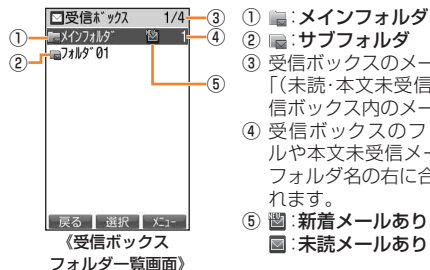 受信ボックス 1/4
メインフォルダ 1
フォルダ01
戻る 選択 メニュー
《受信ボックス
フォルダ一覧画面》
① ② ③ ④ ⑤
① :メインフォルダ
② :サブフォルダ
③ 受信ボックスのメー
「(未読・本文未受信
信ボックス内のメー
④ 受信ボックスのフ
ルや本文未受信メー
フォルダ名の右に合
れます。
⑤ :新着メールあり
:未読メールあり